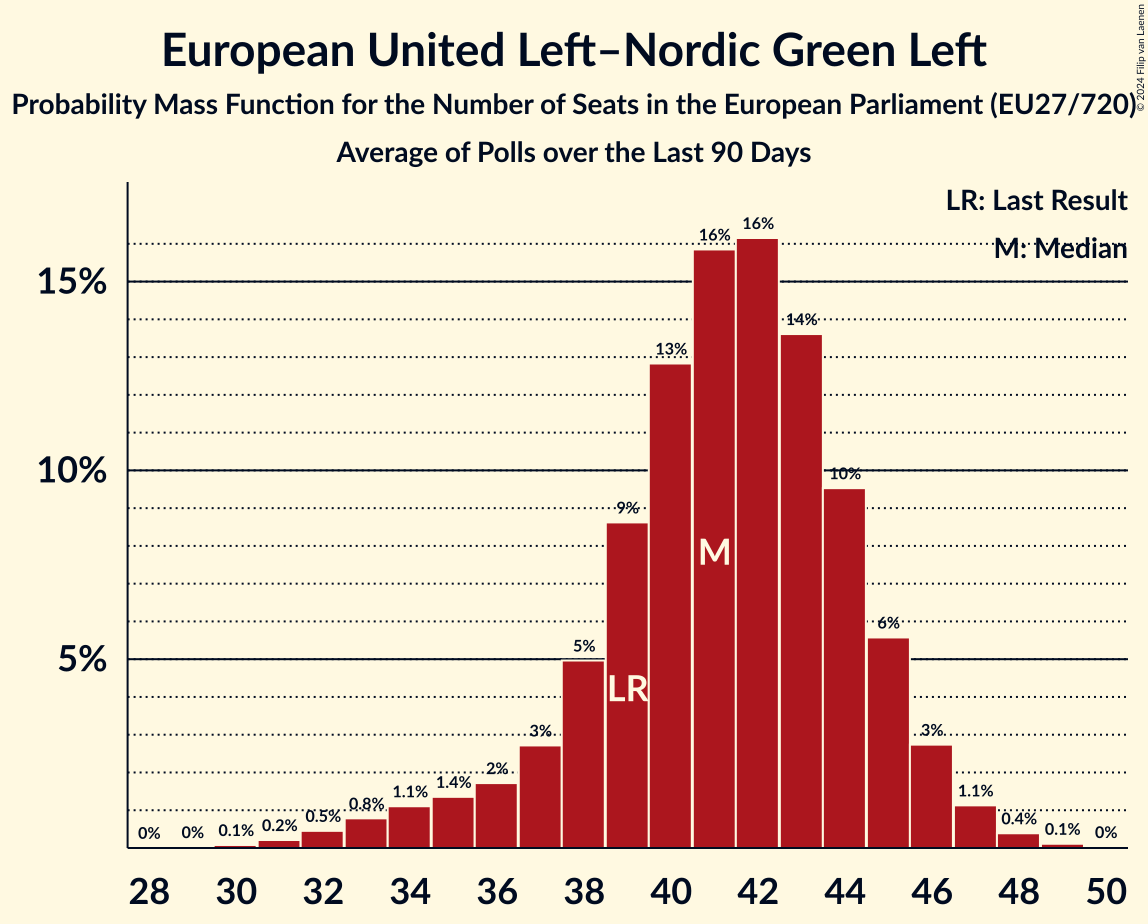 European United Left–Nordic Green Left
Probability Mass Function for the Number of Seats in the European Parliament (EU27/720)
Average of Polls over the Last 90 Days
© 2024 Filip van Laenen
LR: Last Result
M: Median
15%
10%
5%
0%
0%
0.1%
0.2%
0.5%
0.8%
1.1%
1.4%
2%
3%
5%
9%
13%
16%
16%
14%
10%
6%
3%
1.1%
0.4%
0.1%
0%
LR
M
28 30 32 34 36 38 40 42 44 46 48 50